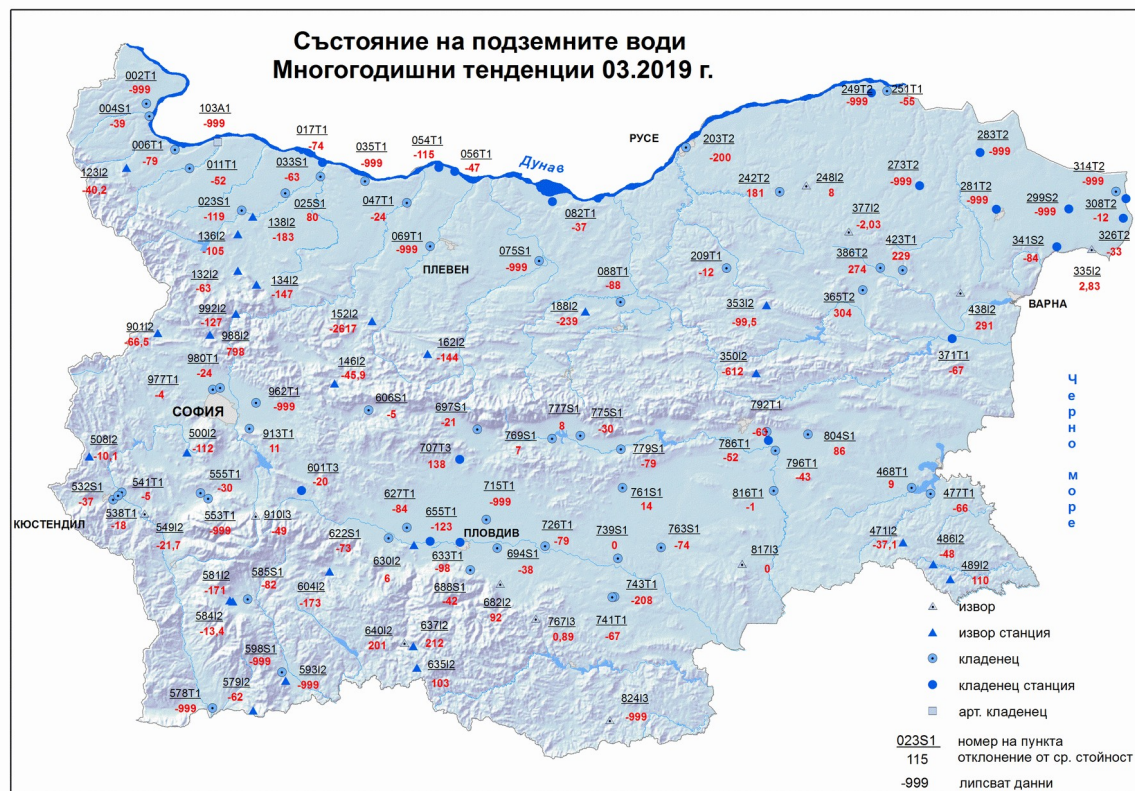 Състояние на подземните води
Многогодишни тенденции 03.2019 г.
002T1
-999
004S1
-39
103A1
-999
006T1
-79
011T1
-52
123I2
-40,2
017T1
-74
033S1
-63
035T1
-999
054T1
-115
056T1
-47
Дунав
РУСЕ
203T2
-200
249T2
-999
251T1
-55
283T2
-999
314T2
-999
308T2
-12
326T2
-33
335I2
2,83
281T2
-999
299S2
-999
341S2
-84
273T2
-999
242T2
181
248I2
8
377I2
-2,03
386T2
274
423T1
229
365T2
304
438I2
291
ВАРНА
371T1
-67
023S1
-119
025S1
80
138I2
-183
136I2
-105
047T1
-24
069T1
-999
ПЛЕВЕН
075S1
-999
082T1
-37
088T1
-88
209T1
-12
353I2
-99,5
350I2
-612
132I2
-63
134I2
-147
992I2
-127
988I2
798
901I2
-66,5
152I2
-2617
162I2
-144
188I2
-239
146I2
-45,9
980T1
-24
977T1
-4
СОФИЯ
962T1
-999
913T1
11
606S1
-5
697S1
-21
777S1
8
775S1
-30
769S1
7
779S1
-79
792T1
-63
786T1
-52
804S1
86
796T1
-43
816T1
-1
468T1
9
477T1
-66
471I2
-37,1
486I2
-48
489I2
110
Черно море
508I2
-10,1
500I2
-112
532S1
-37
541T1
-5
538T1
-18
КЮСТЕНДИЛ
555T1
-30
553T1
-999
549I2
-21,7
910I3
-49
601T3
-20
707T3
138
627T1
-84
655T1
-123
715T1
-999
ПЛОВДИВ
622S1
-73
630I2
6
633T1
-98
694S1
-38
726T1
-79
761S1
14
739S1
0
763S1
-74
817I3
0
581I2
-171
585S1
-82
584I2
-13,4
604I2
-173
688S1
-42
682I2
92
743T1
-208
741T1
-67
767I3
0,89
640I2
201
637I2
212
635I2
103
598S1
-999
593I2
-999
579I2
-62
578T1
-999
824I3
-999
извор
извор станция
кладенец
кладенец станция
арт. кладенец
023S1 номер на пункта
115 отклонение от ср. стойност
-999 липсват данни